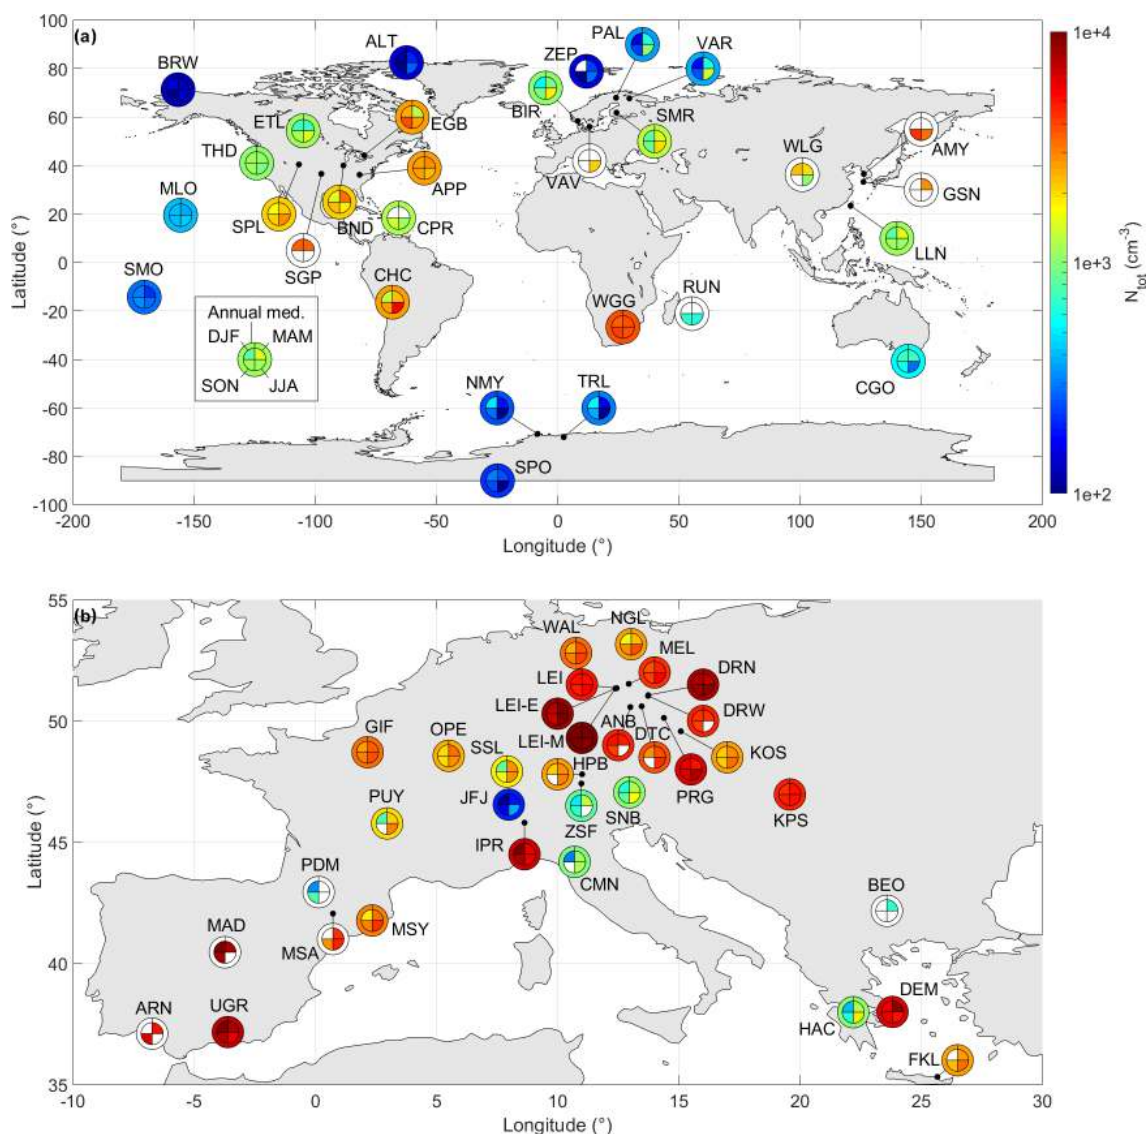 (a)
100
80
60
40
20
0
-20
-40
-60
-80
-100
Latitude (°)
-200
-150
-100
-50
0
50
100
150
200
Longitude (°)
BRW
ALT
ZEP
PAL
VAR
BIR
ETL
EGB
SMR
AMY
THD
WLG
MLO
APP
VAV
GSN
SPL
BND
CPR
LLN
SGP
SMO
CHC
WGG
RUN
CGO
NMY
TRL
SPO
Annual med.
DJF
MAM
SON
JJA
1e+4
1e+3
1e+2
N_tot (cm⁻³)
(b)
55
50
45
40
35
Latitude (°)
-10
-5
0
5
10
15
20
25
30
Longitude (°)
WAL
NGL
MEL
LEI
DRN
LEI-E
DRW
GIF
OPE
LEI-M
ANB
DTC
KOS
SSL
HPB
JFJ
PRG
PUY
ZSF
SNB
KPS
IPR
CMN
PDM
BEO
MAD
MSA
MSY
ARN
UGR
HAC
DEM
FKL